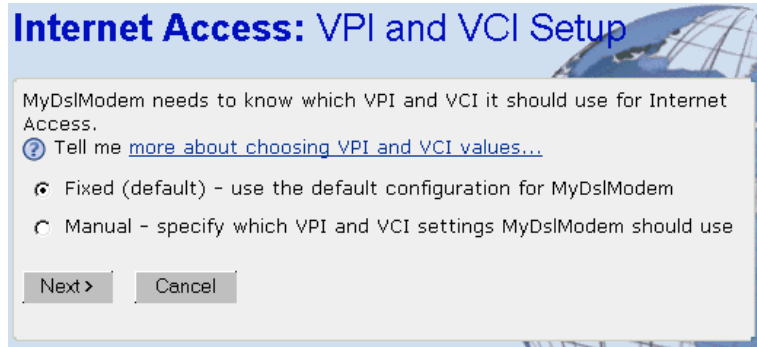 Internet Access: VPI and VCI Setup
MyDslModem needs to know which VPI and VCI it should use for Internet
Access.
Tell me more about choosing VPI and VCI values...
Fixed (default) - use the default configuration for MyDslModem
Manual - specify which VPI and VCI settings MyDslModem should use
Next> Cancel